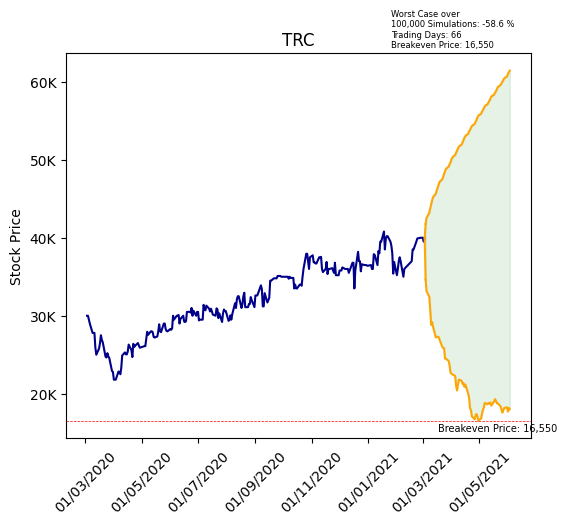 Worst Case over
100,000 Simulations: -58.6 %
Trading Days: 66
Breakeven Price: 16,550
TRC
60K
50K
40K
30K
20K
Stock Price
Breakeven Price: 16,550
01/03/2020
01/05/2020
01/07/2020
01/09/2020
01/11/2020
01/01/2021
01/03/2021
01/05/2021